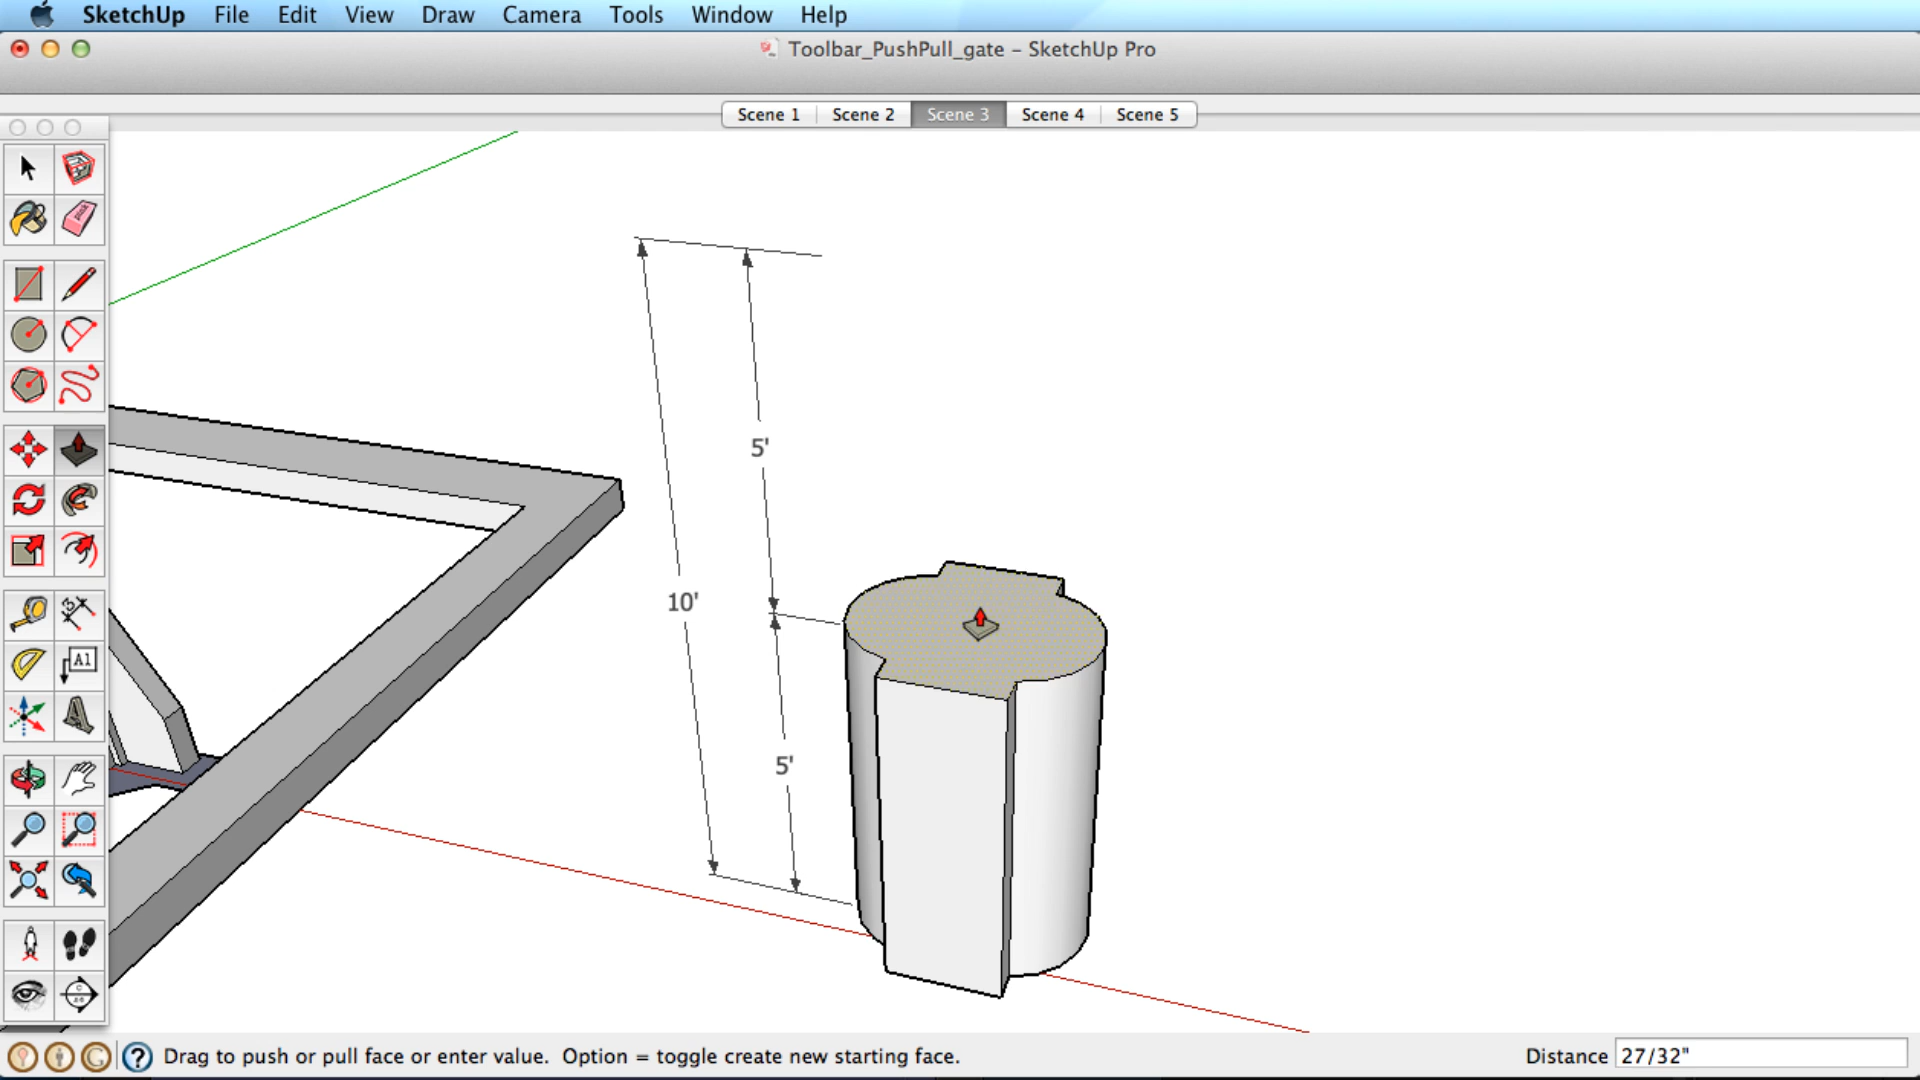 SketchUp File Edit View Draw Camera Tools Window Help
Toolbar_PushPull_gate – SketchUp Pro
Scene 1 Scene 2 Scene 3 Scene 4 Scene 5
5'
10'
5'
A1
Drag to push or pull face or enter value. Option = toggle create new starting face. Distance 27/32"